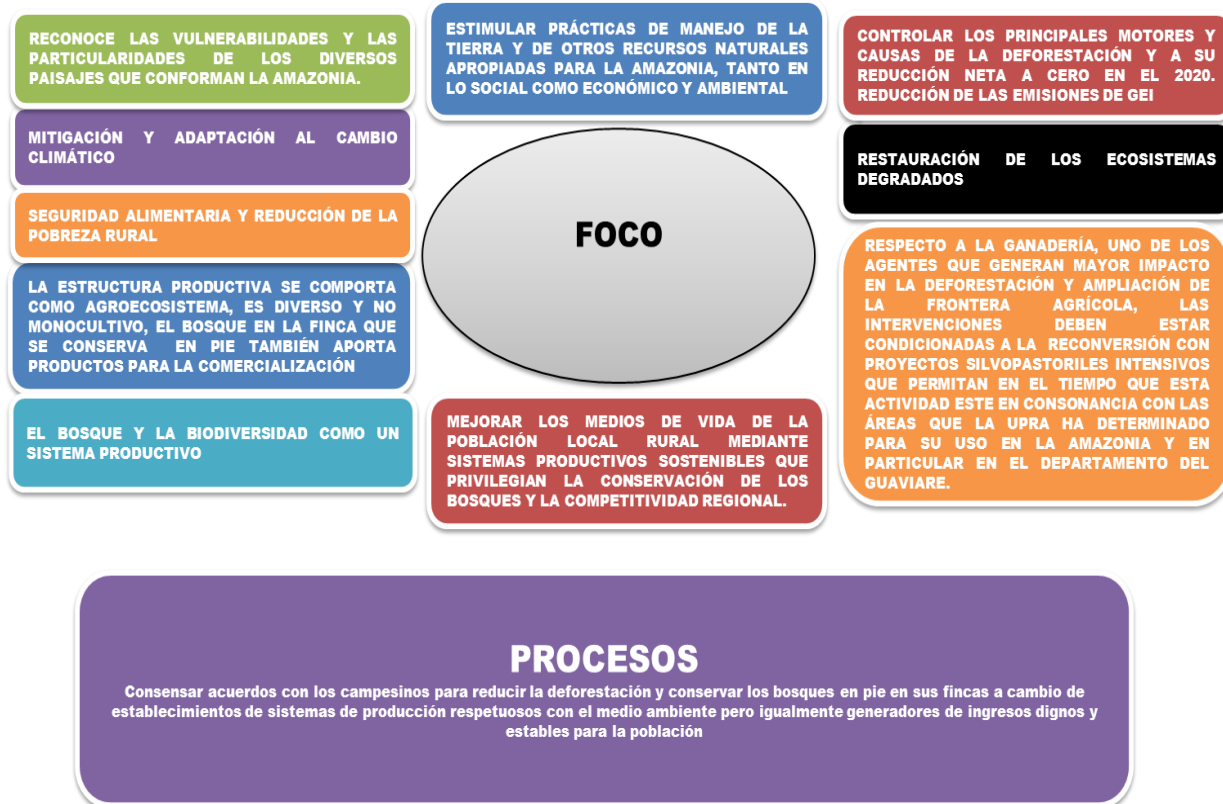 RECONOCE LAS VULNERABILIDADES Y LAS
PARTICULARIDADES DE LOS DIVERSOS
PAISAJES QUE CONFORMAN LA AMAZONIA.
MITIGACIÓN Y ADAPTACIÓN AL CAMBIO
CLIMÁTICO
SEGURIDAD ALIMENTARIA Y REDUCCIÓN DE LA
POBREZA RURAL
LA ESTRUCTURA PRODUCTIVA SE COMPORTA
COMO AGROECOSISTEMA, ES DIVERSO Y NO
MONOCULTIVO, EL BOSQUE EN LA FINCA QUE
SE CONSERVA EN PIE TAMBIÉN APORTA
PRODUCTOS PARA LA COMERCIALIZACIÓN
EL BOSQUE Y LA BIODIVERSIDAD COMO UN
SISTEMA PRODUCTIVO
ESTIMULAR PRÁCTICAS DE MANEJO DE LA
TIERRA Y DE OTROS RECURSOS NATURALES
APROPIADAS PARA LA AMAZONIA, TANTO EN
LO SOCIAL COMO ECONÓMICO Y AMBIENTAL
FOCO
MEJORAR LOS MEDIOS DE VIDA DE LA
POBLACIÓN LOCAL RURAL MEDIANTE
SISTEMAS PRODUCTIVOS SOSTENIBLES QUE
PRIVILEGIAN LA CONSERVACIÓN DE LOS
BOSQUES Y LA COMPETITIVIDAD REGIONAL.
CONTROLAR LOS PRINCIPALES MOTORES Y
CAUSAS DE LA DEFORESTACIÓN Y A SU
REDUCCIÓN NETA A CERO EN EL 2020.
REDUCCIÓN DE LAS EMISIONES DE GEI
RESTAURACIÓN DE LOS ECOSISTEMAS
DEGRADADOS
RESPECTO A LA GANADERÍA, UNO DE LOS
AGENTES QUE GENERAN MAYOR IMPACTO
EN LA DEFORESTACIÓN Y AMPLIACIÓN DE
LA FRONTERA AGRÍCOLA, LAS
INTERVENCIONES DEBEN ESTAR
CONDICIONADAS A LA RECONVERSIÓN CON
PROYECTOS SILVOPASTORILES INTENSIVOS
QUE PERMITAN EN EL TIEMPO QUE ESTA
ACTIVIDAD ESTE EN CONSONANCIA CON LAS
ÁREAS QUE LA UPRA HA DETERMINADO
PARA SU USO EN LA AMAZONIA Y EN
PARTICULAR EN EL DEPARTAMENTO DEL
GUAVIARE.
PROCESOS
Consensar acuerdos con los campesinos para reducir la deforestación y conservar los bosques en pie en sus fincas a cambio de
establecimientos de sistemas de producción respetuosos con el medio ambiente pero igualmente generadores de ingresos dignos y
estables para la población